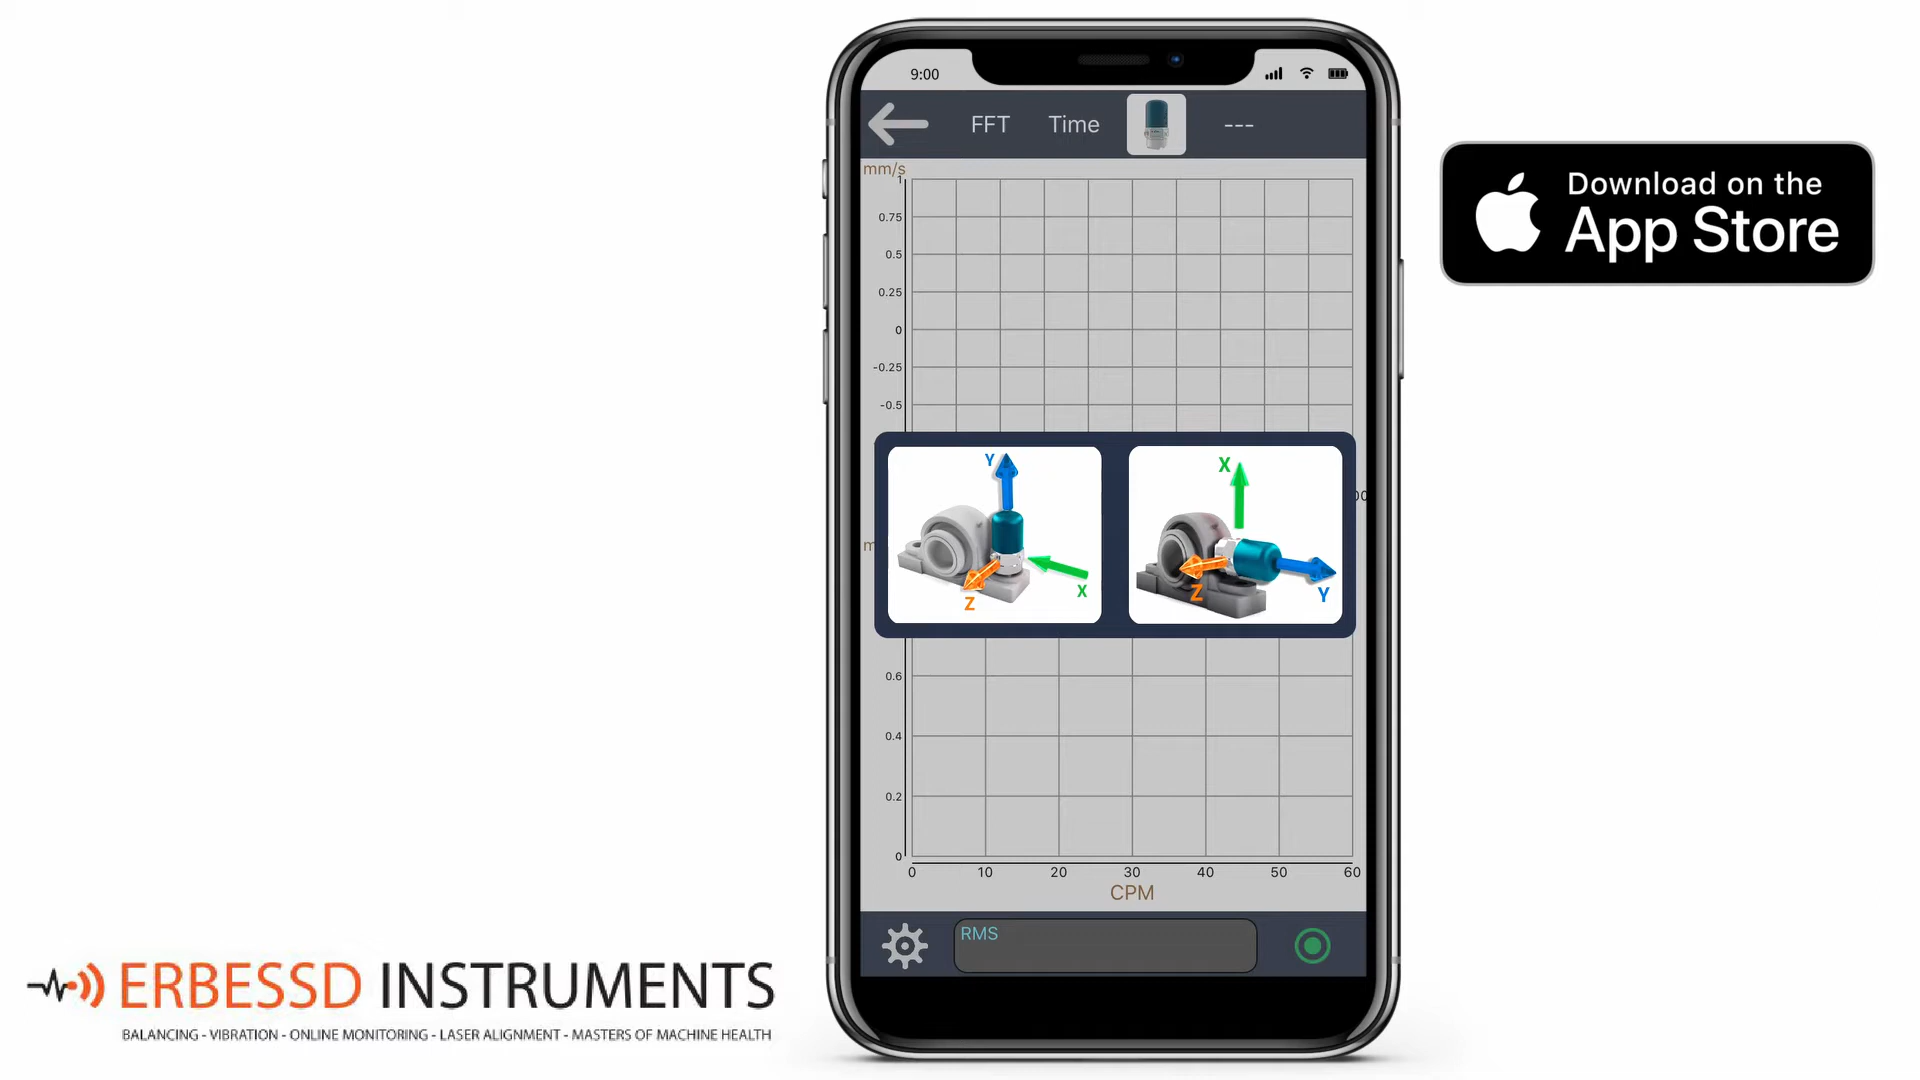 9:00
FFT
Time
---
Download on the
App Store
mm/s
1
0.75
0.5
0.25
0
-0.25
-0.5
Y
X
Z
X
Z
Y
00
m
0.6
0.4
0.2
0
0 10 20 30 40 50 60
CPM
RMS
ERBESSD INSTRUMENTS
BALANCING - VIBRATION - ONLINE MONITORING - LASER ALIGNMENT - MASTERS OF MACHINE HEALTH